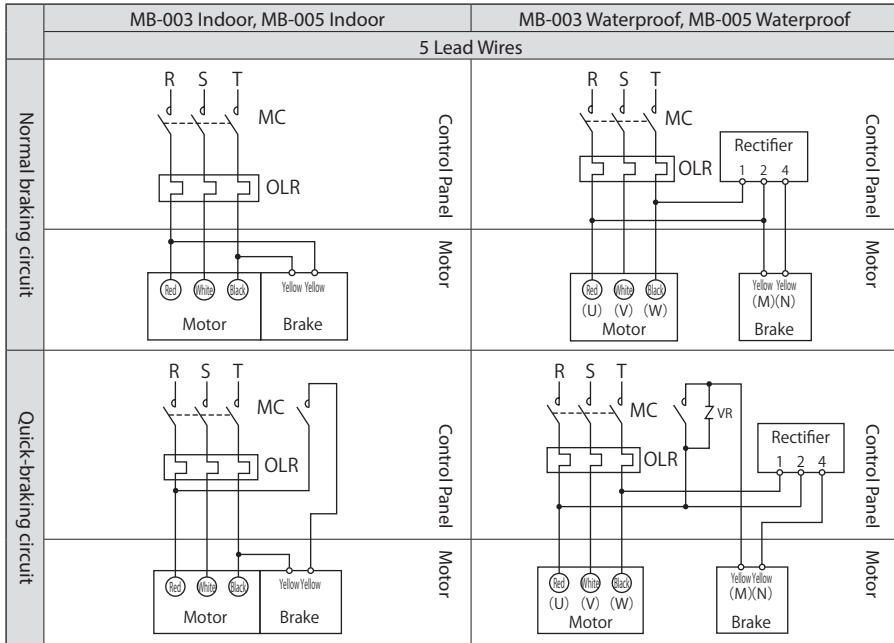 MB-003 Indoor, MB-005 Indoor
MB-003 Waterproof, MB-005 Waterproof
5 Lead Wires
Normal braking circuit
R S T
MC
OLR
Control Panel
Motor
Red White Black
Yellow Yellow
Motor Brake
R S T
MC
OLR
Rectifier
1 2 4
Control Panel
Motor
Red White Black
(U) (V) (W)
Motor
Yellow Yellow
(M)(N)
Brake
Quick-braking circuit
R S T
MC
OLR
Control Panel
Motor
Red White Black
Yellow Yellow
Motor Brake
R S T
MC
VR
OLR
Rectifier
1 2 4
Control Panel
Motor
Red White Black
(U) (V) (W)
Motor
Yellow Yellow
(M)(N)
Brake